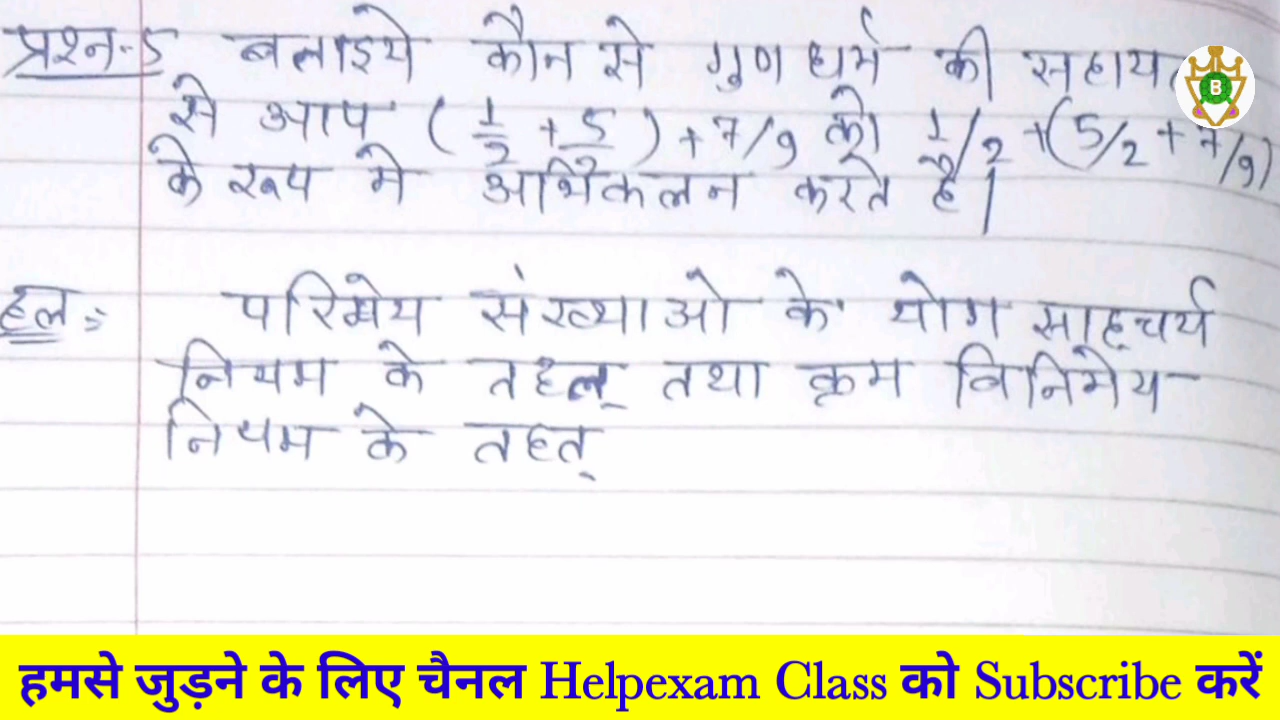 प्रश्न-5 बताइये कौन से गुण धर्म की सहायता
से आप ( 1/2 + 5/2 ) + 7/9 को 1/2 + (5/2 + 7/9)
के रूप मे अभिकलन करते है।
हल := परिमेय संख्याओ के योग साहचर्य
नियम के तहत् तथा क्रम विनिमेय
नियम के तहत्
B
हमसे जुड़ने के लिए चैनल Helpexam Class को Subscribe करें